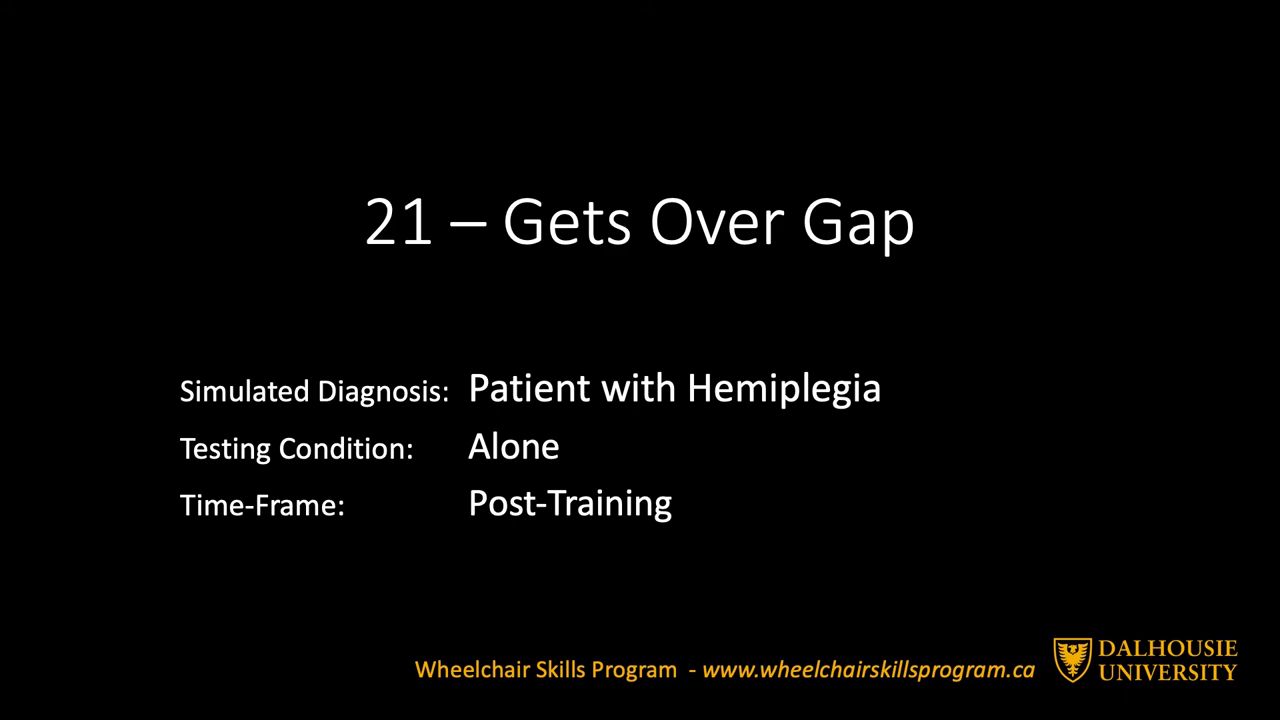 21 – Gets Over Gap
Simulated Diagnosis: Patient with Hemiplegia
Testing Condition: Alone
Time-Frame: Post-Training
Wheelchair Skills Program - www.wheelchairskillsprogram.ca
DALHOUSIE
UNIVERSITY